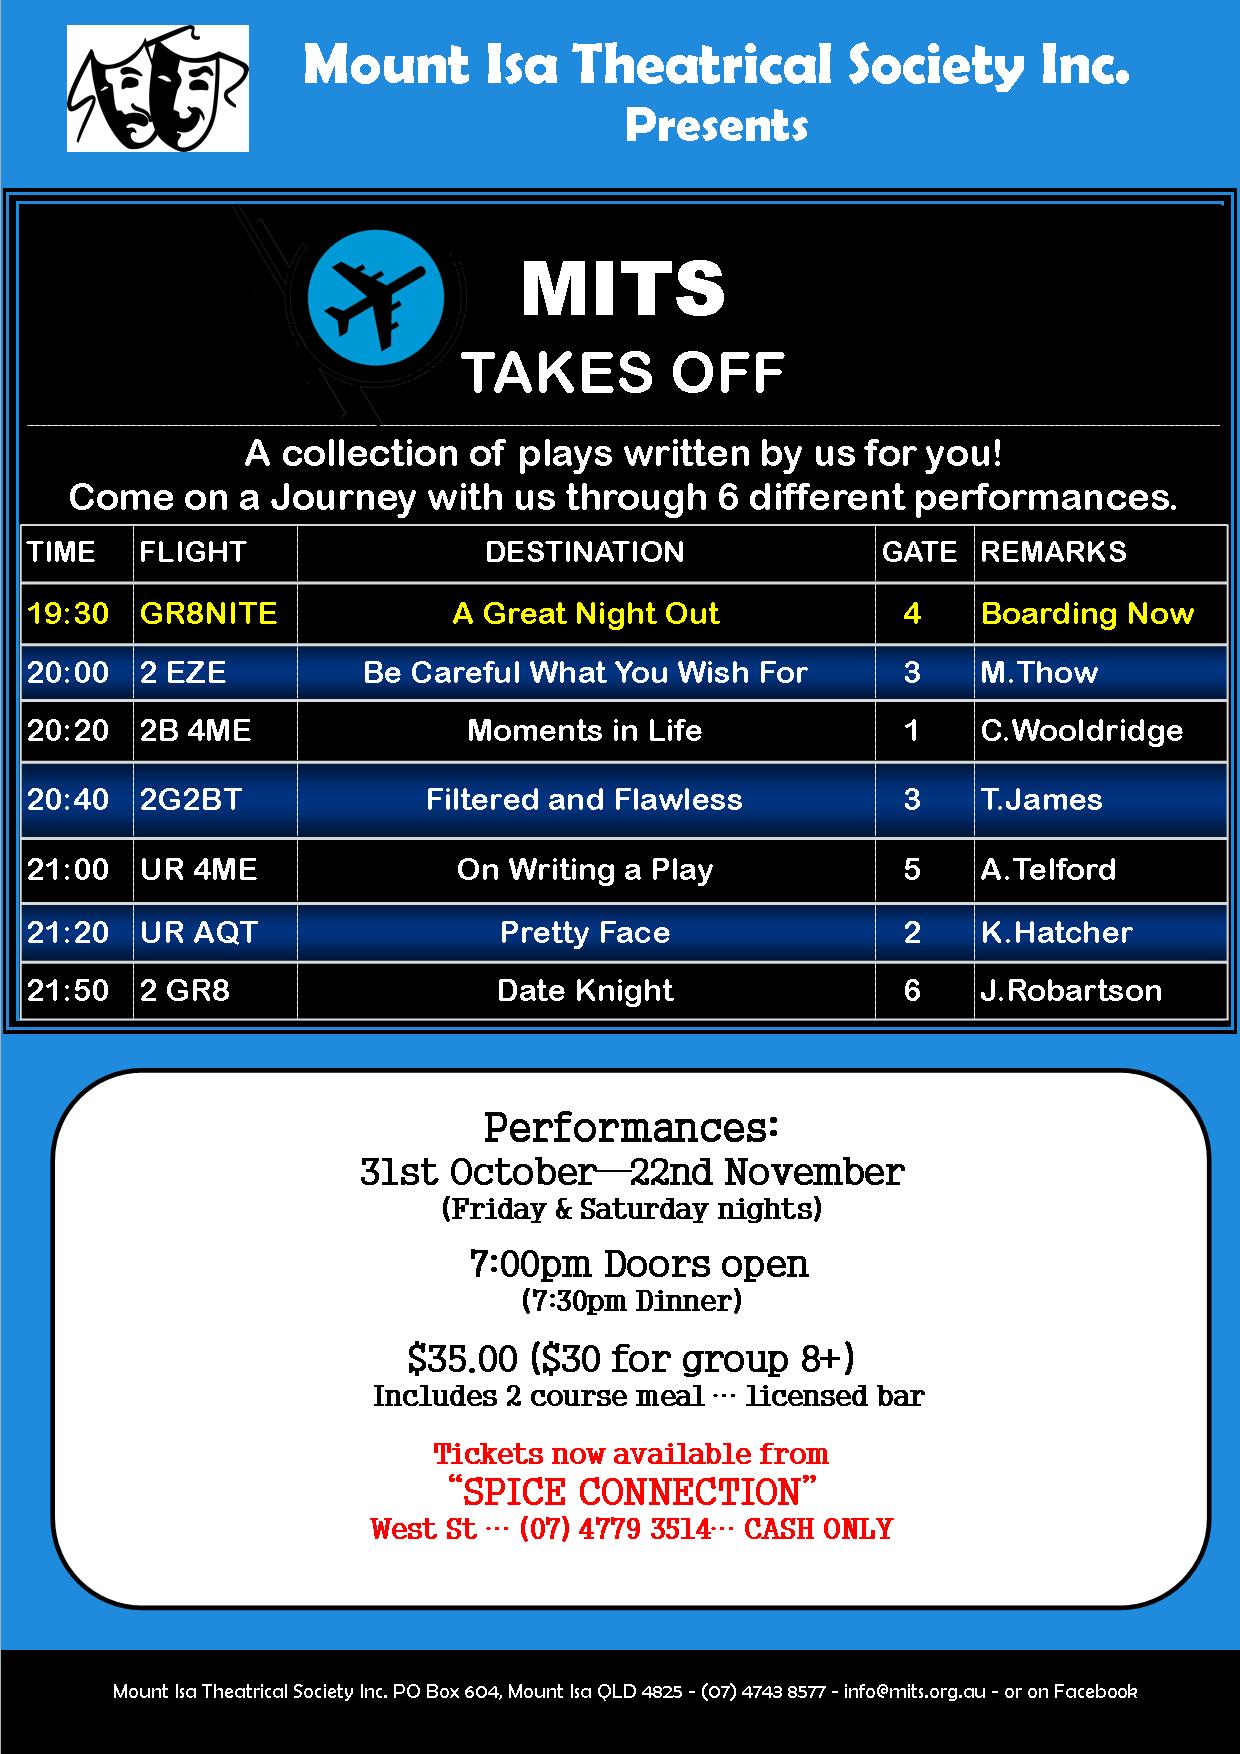 Mount Isa Theatrical Society Inc.
Presents
MITS
TAKES OFF
A collection of plays written by us for you!
Come on a Journey with us through 6 different performances.
TIME FLIGHT DESTINATION GATE REMARKS
19:30 GR8NITE A Great Night Out 4 Boarding Now
20:00 2 EZE Be Careful What You Wish For 3 M.Thow
20:20 2B 4ME Moments in Life 1 C.Wooldridge
20:40 2G2BT Filtered and Flawless 3 T.James
21:00 UR 4ME On Writing a Play 5 A.Telford
21:20 UR AQT Pretty Face 2 K.Hatcher
21:50 2 GR8 Date Knight 6 J.Robartson
Performances:
31st October—22nd November
(Friday & Saturday nights)
7:00pm Doors open
(7:30pm Dinner)
$35.00 ($30 for group 8+)
Includes 2 course meal … licensed bar
Tickets now available from
“SPICE CONNECTION”
West St … (07) 4779 3514… CASH ONLY
Mount Isa Theatrical Society Inc. PO Box 604, Mount Isa QLD 4825 - (07) 4743 8577 - info@mits.org.au - or on Facebook